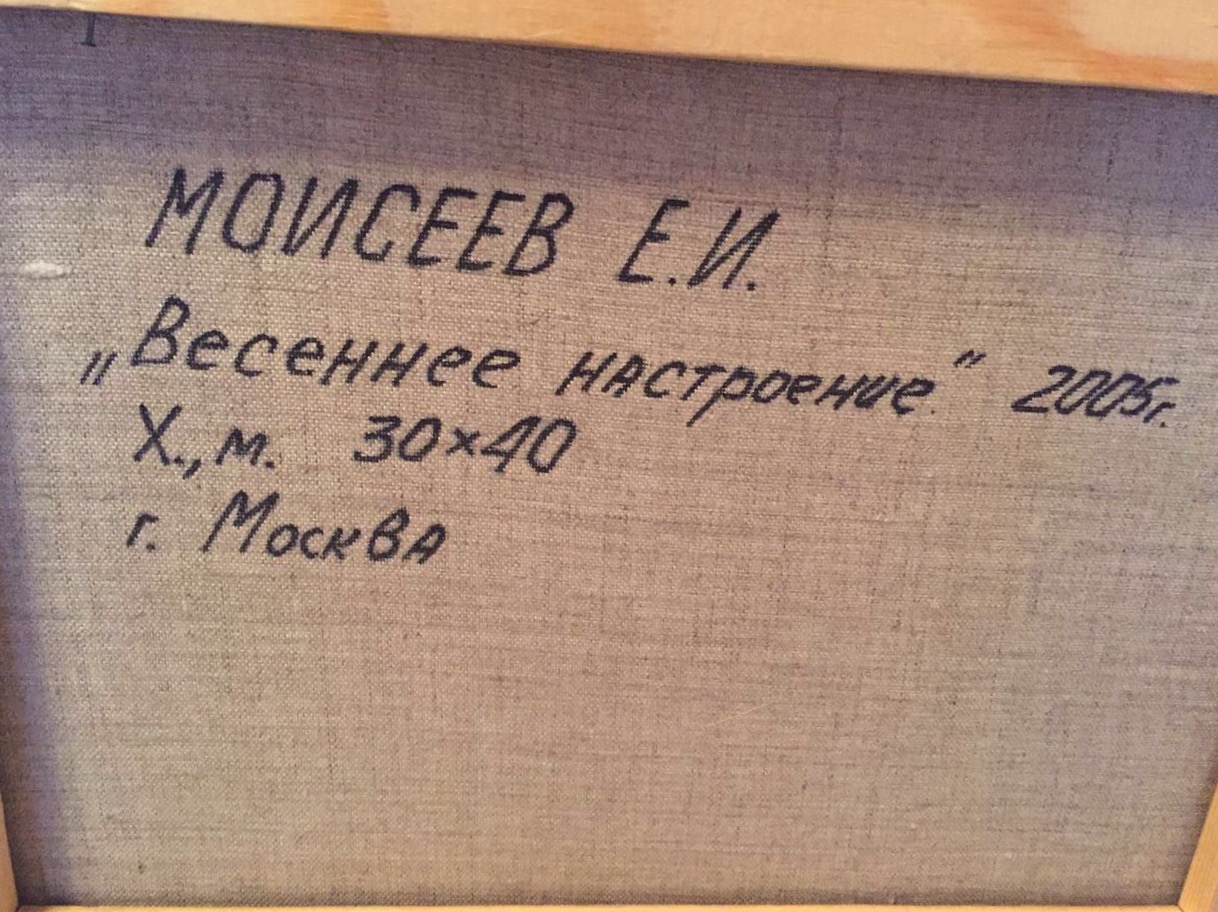 МОИСЕЕВ Е.И.
„Весеннее настроение" 2005г.
Х.,м. 30×40
г. Москва